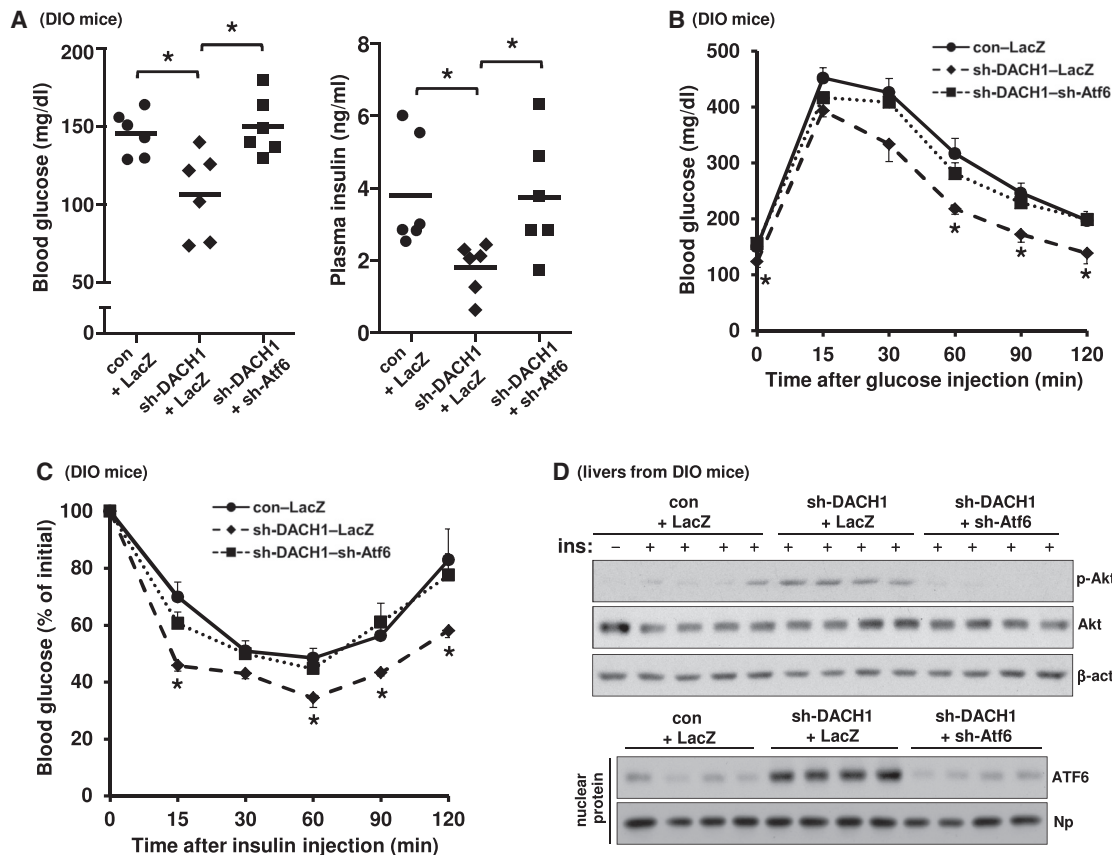 A (DIO mice)
Blood glucose (mg/dl)
200
150
100
50
0
*
*
con
+ LacZ
sh-DACH1
+ LacZ
sh-DACH1
+ sh-Atf6
Plasma insulin (ng/ml)
8
6
4
2
0
*
*
con
+ LacZ
sh-DACH1
+ LacZ
sh-DACH1
+ sh-Atf6
B (DIO mice)
con–LacZ
sh-DACH1–LacZ
sh-DACH1–sh-Atf6
Blood glucose (mg/dl)
500
400
300
200
100
0
*
*
*
*
0 15 30 60 90 120
Time after glucose injection (min)
C (DIO mice)
con–LacZ
sh-DACH1–LacZ
sh-DACH1–sh-Atf6
Blood glucose (% of initial)
100
80
60
40
20
0
*
*
*
*
0 15 30 60 90 120
Time after insulin injection (min)
D (livers from DIO mice)
con
+ LacZ
sh-DACH1
+ LacZ
sh-DACH1
+ sh-Atf6
ins: – + + + + + + + + + + + +
p-Akt
Akt
β-act
con
+ LacZ
sh-DACH1
+ LacZ
sh-DACH1
+ sh-Atf6
nuclear
protein
ATF6
Np